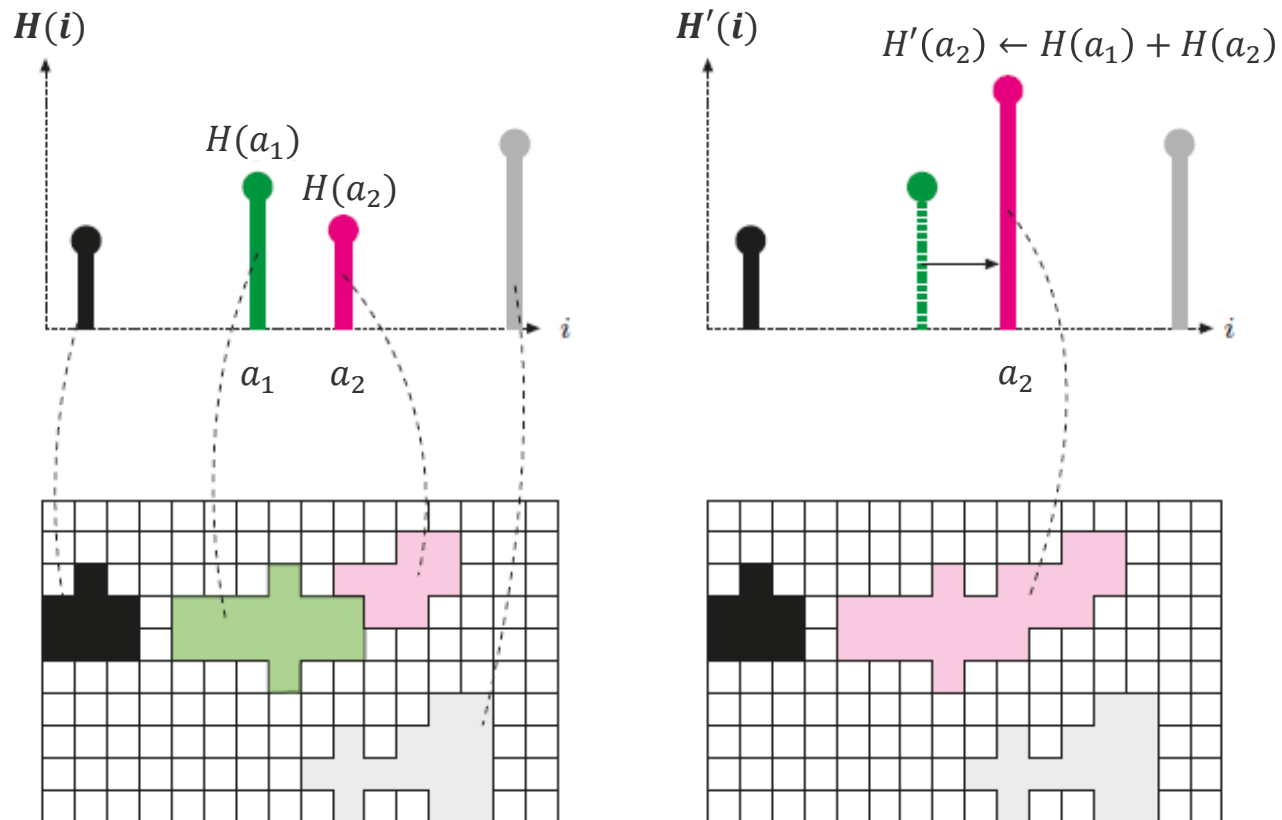 H(i)
H(a₁)
H(a₂)
i
a₁
a₂
H′(i)
H′(a₂) ← H(a₁) + H(a₂)
i
a₂